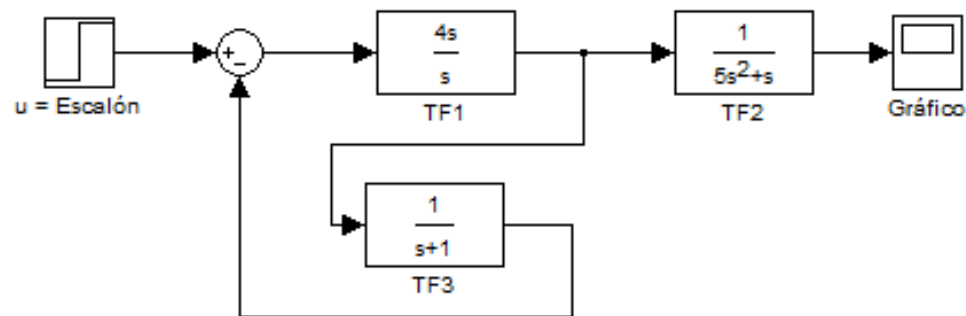 u = Escalón
+
−
4s
s
TF1
1
5s²+s
TF2
Gráfico
1
s+1
TF3